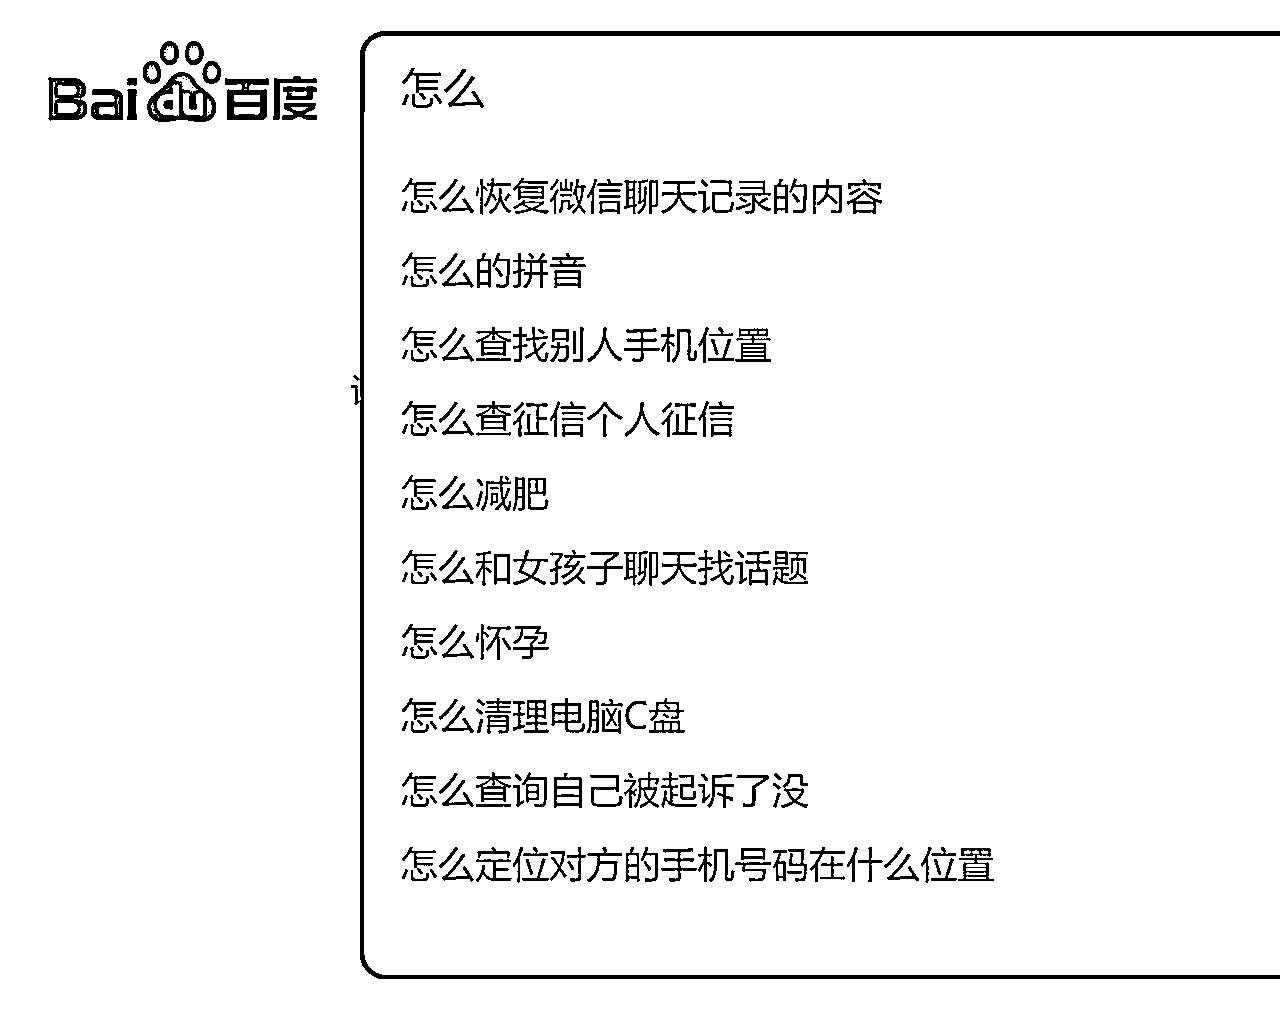 Baidu百度
怎么
怎么恢复微信聊天记录的内容
怎么的拼音
怎么查找别人手机位置
怎么查征信个人征信
怎么减肥
怎么和女孩子聊天找话题
怎么怀孕
怎么清理电脑C盘
怎么查询自己被起诉了没
怎么定位对方的手机号码在什么位置